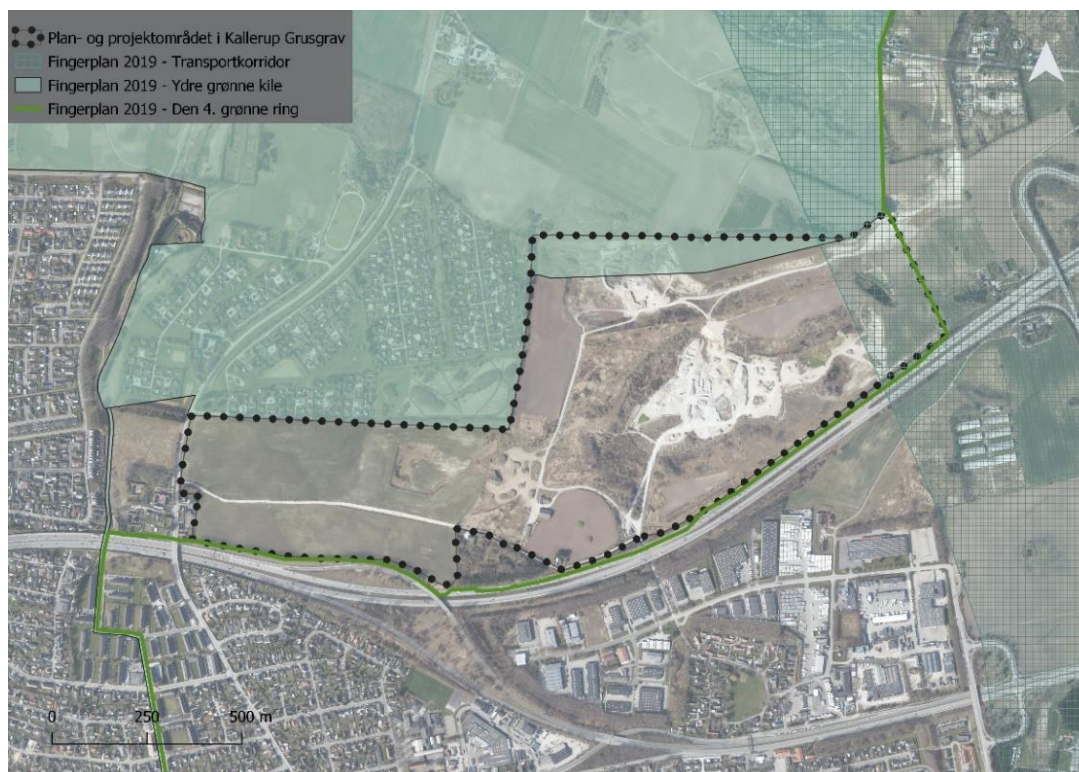 Plan- og projektområdet i Kallerup Grusgrav
Fingerplan 2019 - Transportkorridor
Fingerplan 2019 - Ydre grønne kile
Fingerplan 2019 - Den 4. grønne ring
0 250 500 m